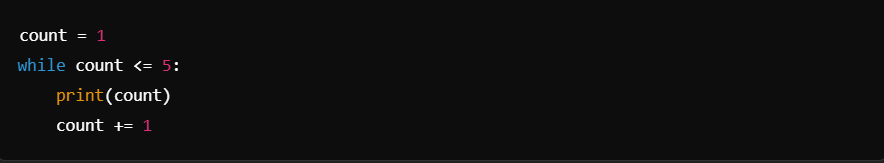 count = 1
while count <= 5:
    print(count)
    count += 1